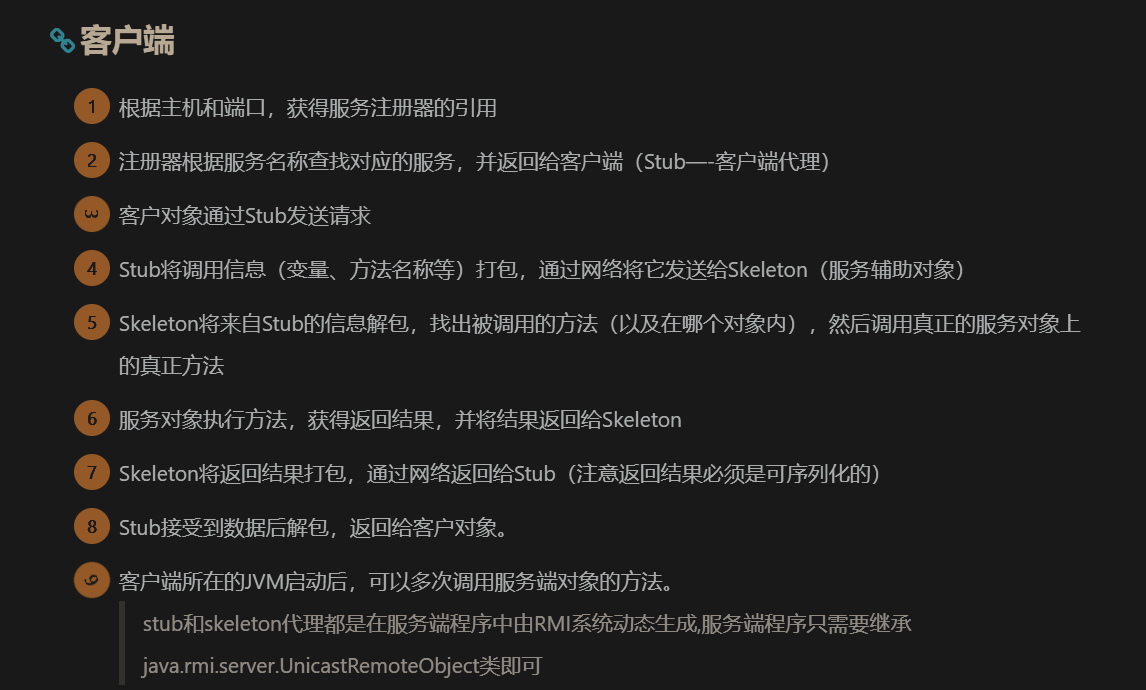 客户端
1 根据主机和端口，获得服务注册器的引用
2 注册器根据服务名称查找对应的服务，并返回给客户端（Stub—-客户端代理）
3 客户对象通过Stub发送请求
4 Stub将调用信息（变量、方法名称等）打包，通过网络将它发送给Skeleton（服务辅助对象）
5 Skeleton将来自Stub的信息解包，找出被调用的方法（以及在哪个对象内），然后调用真正的服务对象上
的真正方法
6 服务对象执行方法，获得返回结果，并将结果返回给Skeleton
7 Skeleton将返回结果打包，通过网络返回给Stub（注意返回结果必须是可序列化的）
8 Stub接受到数据后解包，返回给客户对象。
9 客户端所在的JVM启动后，可以多次调用服务端对象的方法。
stub和skeleton代理都是在服务端程序中由RMI系统动态生成,服务端程序只需要继承
java.rmi.server.UnicastRemoteObject类即可